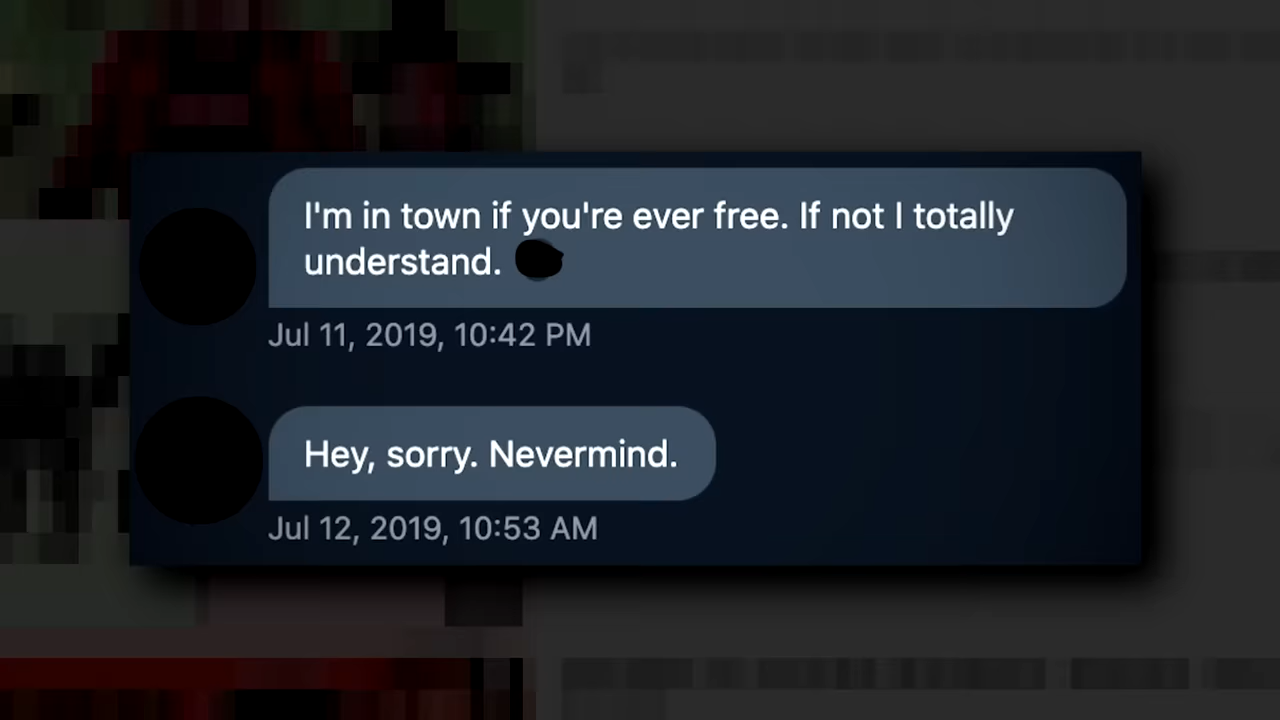 I'm in town if you're ever free. If not I totally
understand.
Jul 11, 2019, 10:42 PM
Hey, sorry. Nevermind.
Jul 12, 2019, 10:53 AM